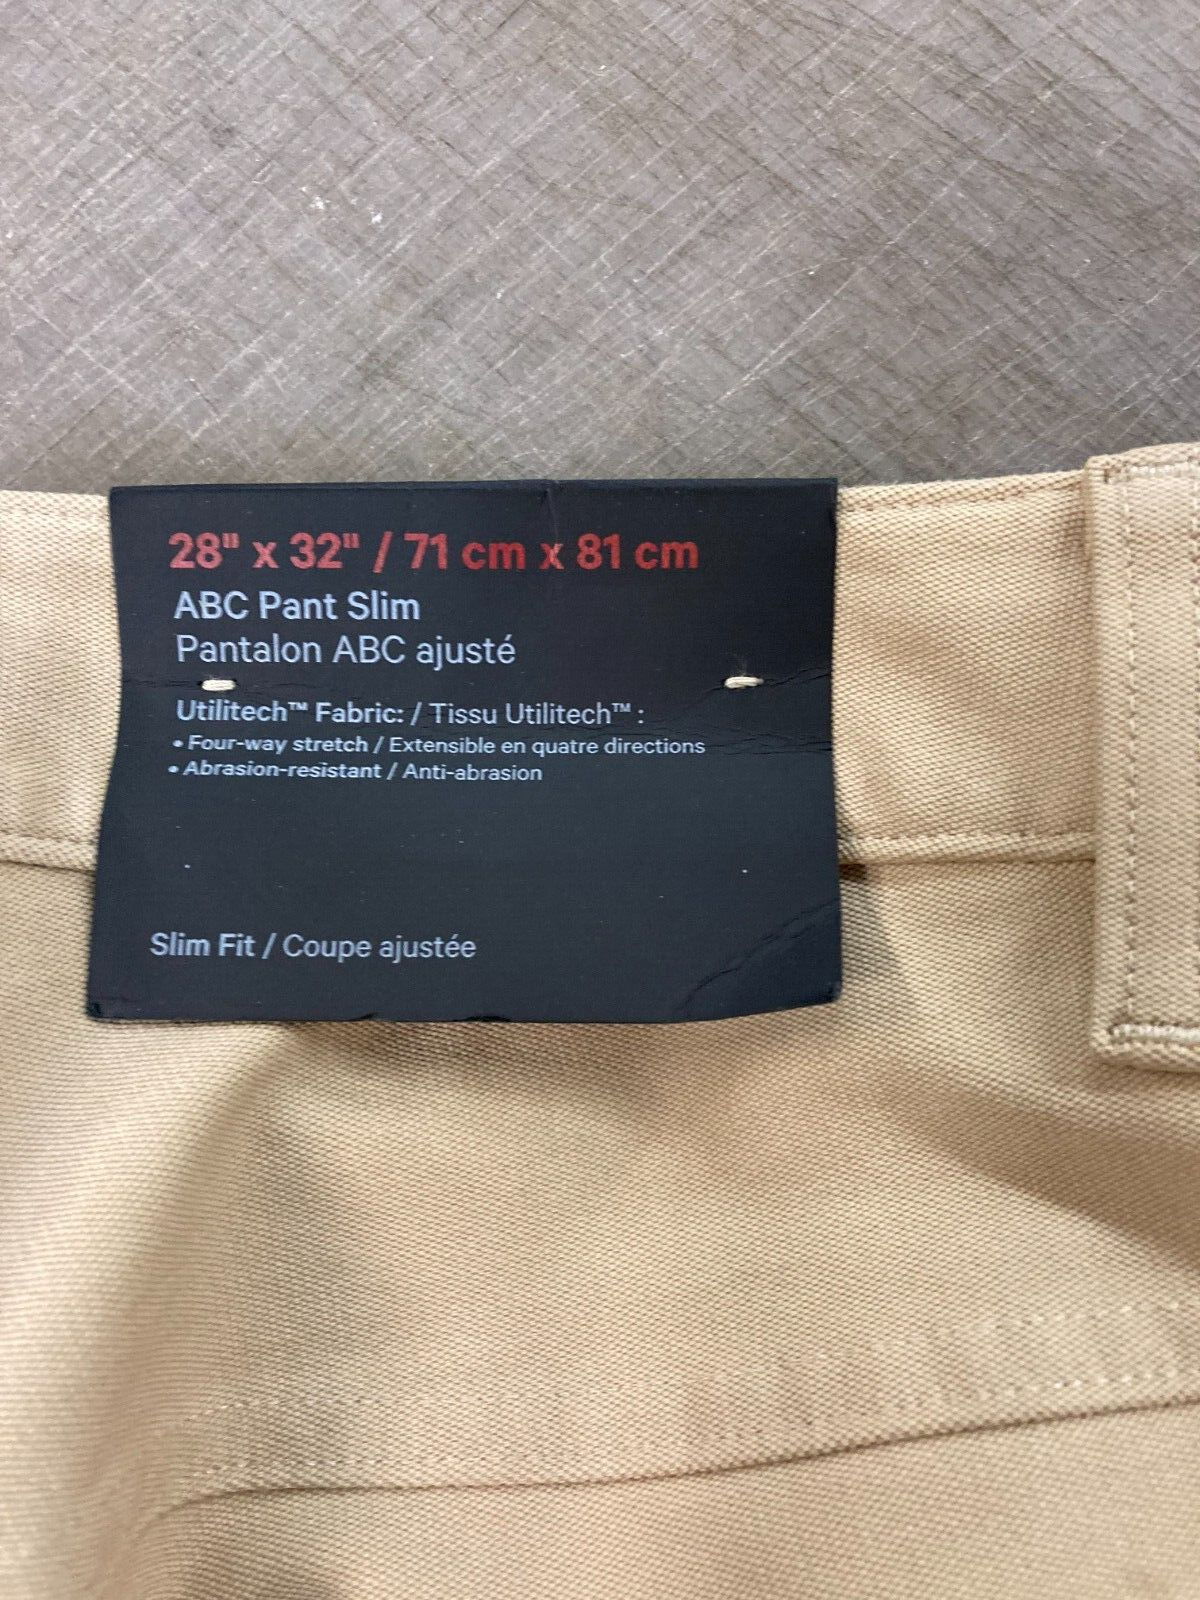 28" x 32" / 71 cm x 81 cm
ABC Pant Slim
Pantalon ABC ajusté
Utilitech™ Fabric: / Tissu Utilitech™ :
• Four-way stretch / Extensible en quatre directions
• Abrasion-resistant / Anti-abrasion
Slim Fit / Coupe ajustée